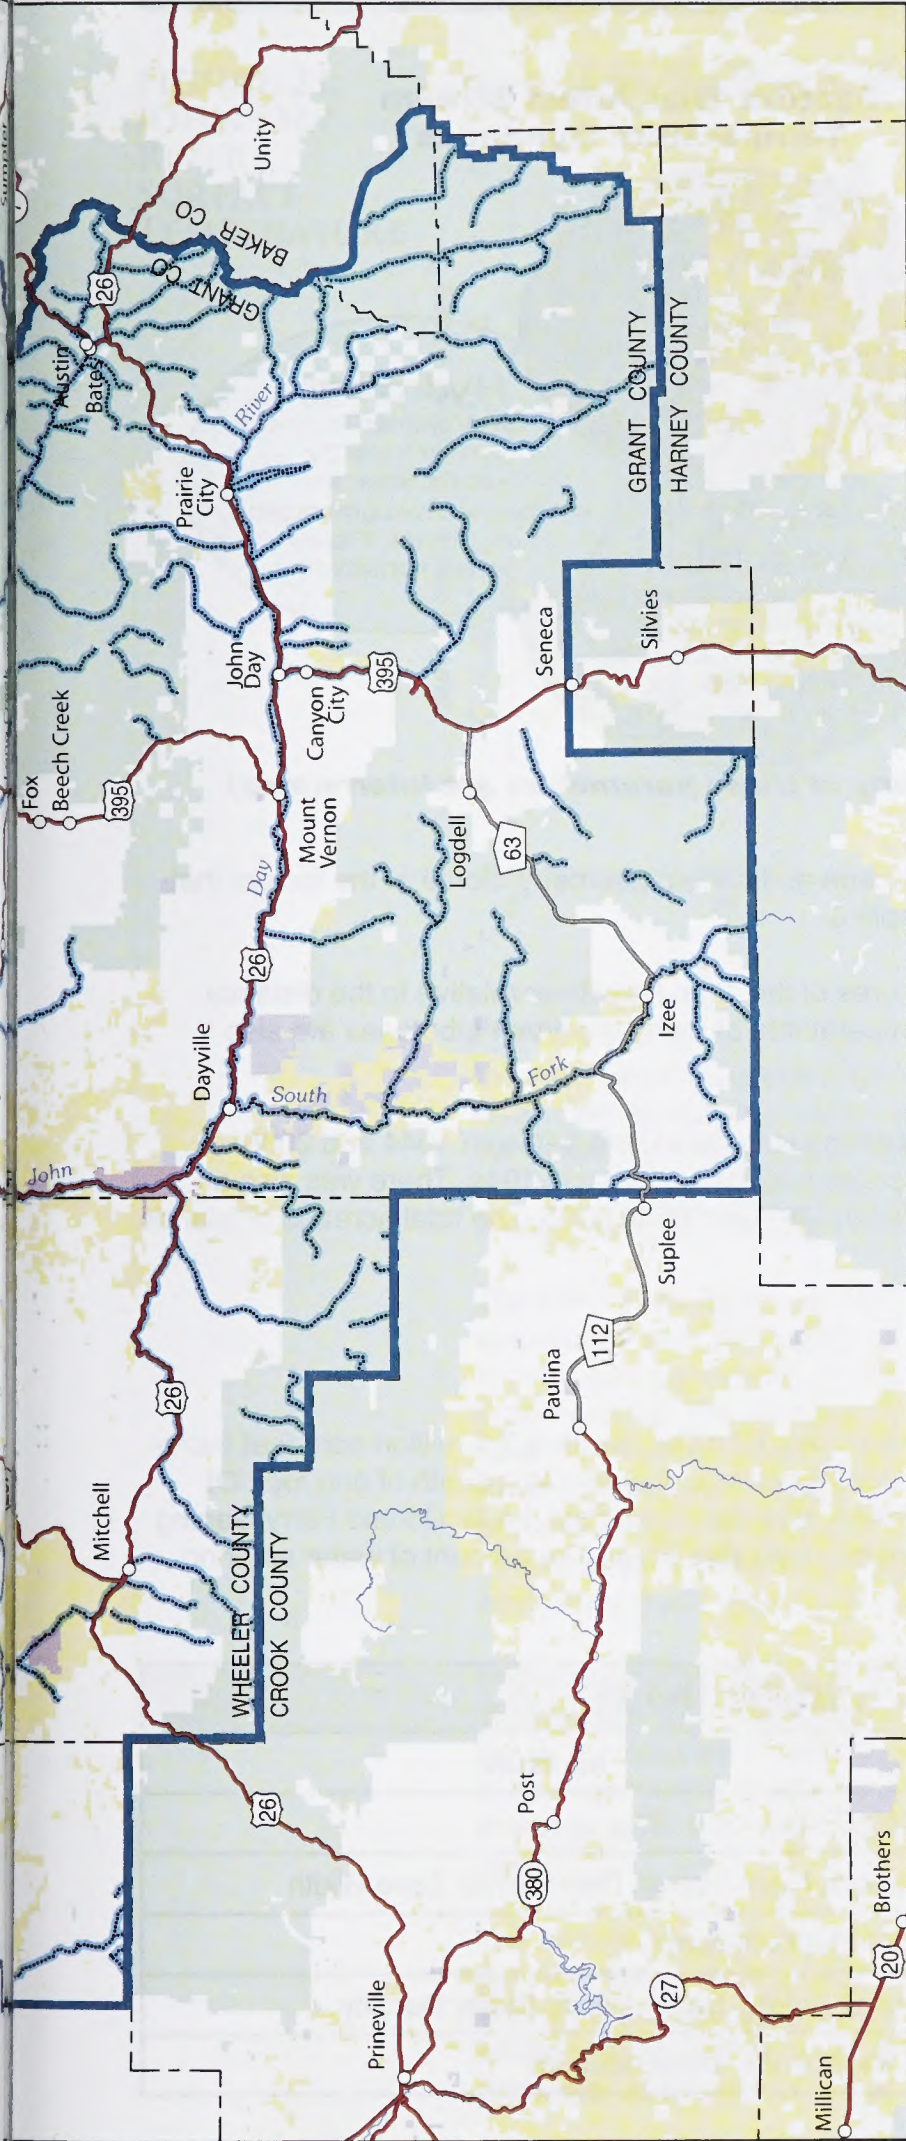 Unity
26
BAKER CO
GRANT CO
Austin
Bates
River
Prairie
City
GRANT COUNTY
HARNEY COUNTY
John
Day
Canyon
City
395
Seneca
Silvies
Fox
Beech Creek
395
Mount
Vernon
Day
Logdell
63
26
Dayville
South
Fork
Izee
John
Suplee
112
Paulina
26
Mitchell
WHEELER COUNTY
CROOK COUNTY
26
Post
380
Prineville
27
Brothers
20
Millican